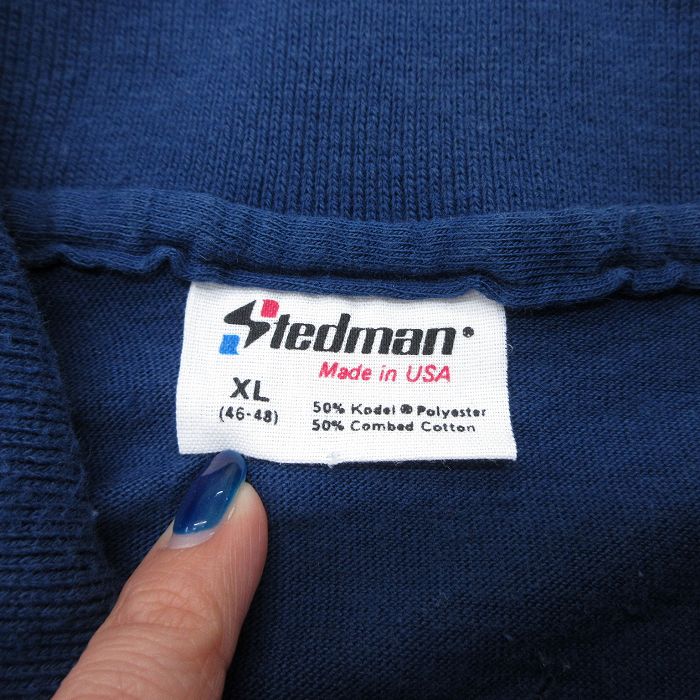 Stedman®
Made in USA
XL
(46-48)
50% Kodel® Polyester
50% Combed Cotton